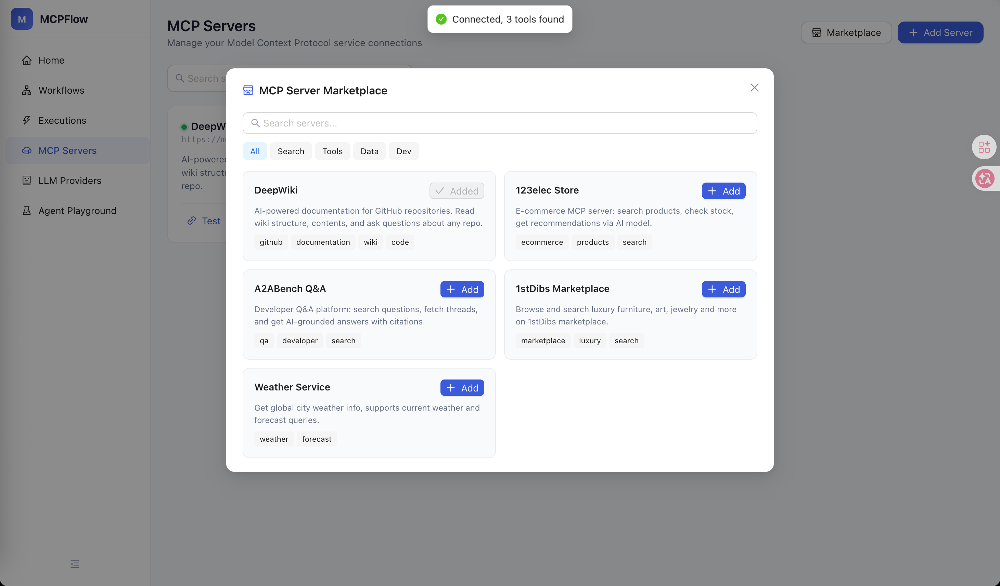 M
MCPFlow
Home
Workflows
Executions
MCP Servers
LLM Providers
Agent Playground
MCP Servers
Manage your Model Context Protocol service connections
Connected, 3 tools found
Marketplace
+ Add Server
Search s
DeepW
https://m
AI-powered
wiki structu
repo.
Test
MCP Server Marketplace
Search servers...
All
Search
Tools
Data
Dev
DeepWiki
Added
AI-powered documentation for GitHub repositories. Read
wiki structure, contents, and ask questions about any repo.
github
documentation
wiki
code
123elec Store
+ Add
E-commerce MCP server: search products, check stock,
get recommendations via AI model.
ecommerce
products
search
A2ABench Q&A
+ Add
Developer Q&A platform: search questions, fetch threads,
and get AI-grounded answers with citations.
qa
developer
search
1stDibs Marketplace
+ Add
Browse and search luxury furniture, art, jewelry and more
on 1stDibs marketplace.
marketplace
luxury
search
Weather Service
+ Add
Get global city weather info, supports current weather and
forecast queries.
weather
forecast